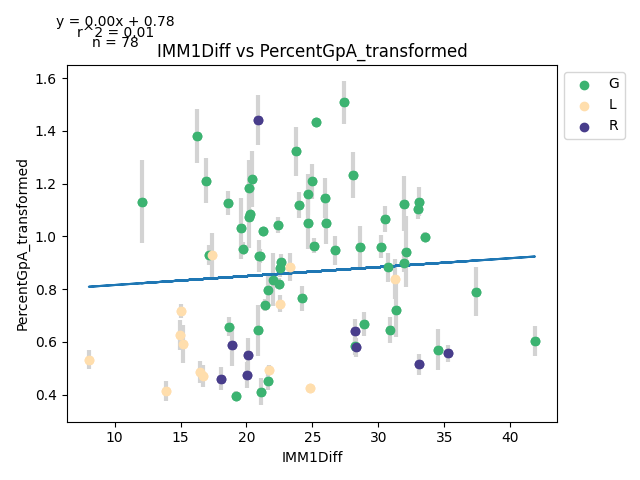 y = 0.00x + 0.78
r^2 = 0.01
n = 78
IMM1Diff vs PercentGpA_transformed
1.6
1.4
1.2
1.0
0.8
0.6
0.4
PercentGpA_transformed
10 15 20 25 30 35 40
IMM1Diff
G
L
R